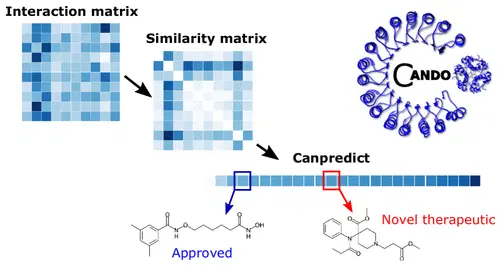 Interaction matrix
Similarity matrix
CANDO
Canpredict
Novel therapeutic
Approved
O
O
N
H
O
N
H
OH
O
O
N
N
O
O
O